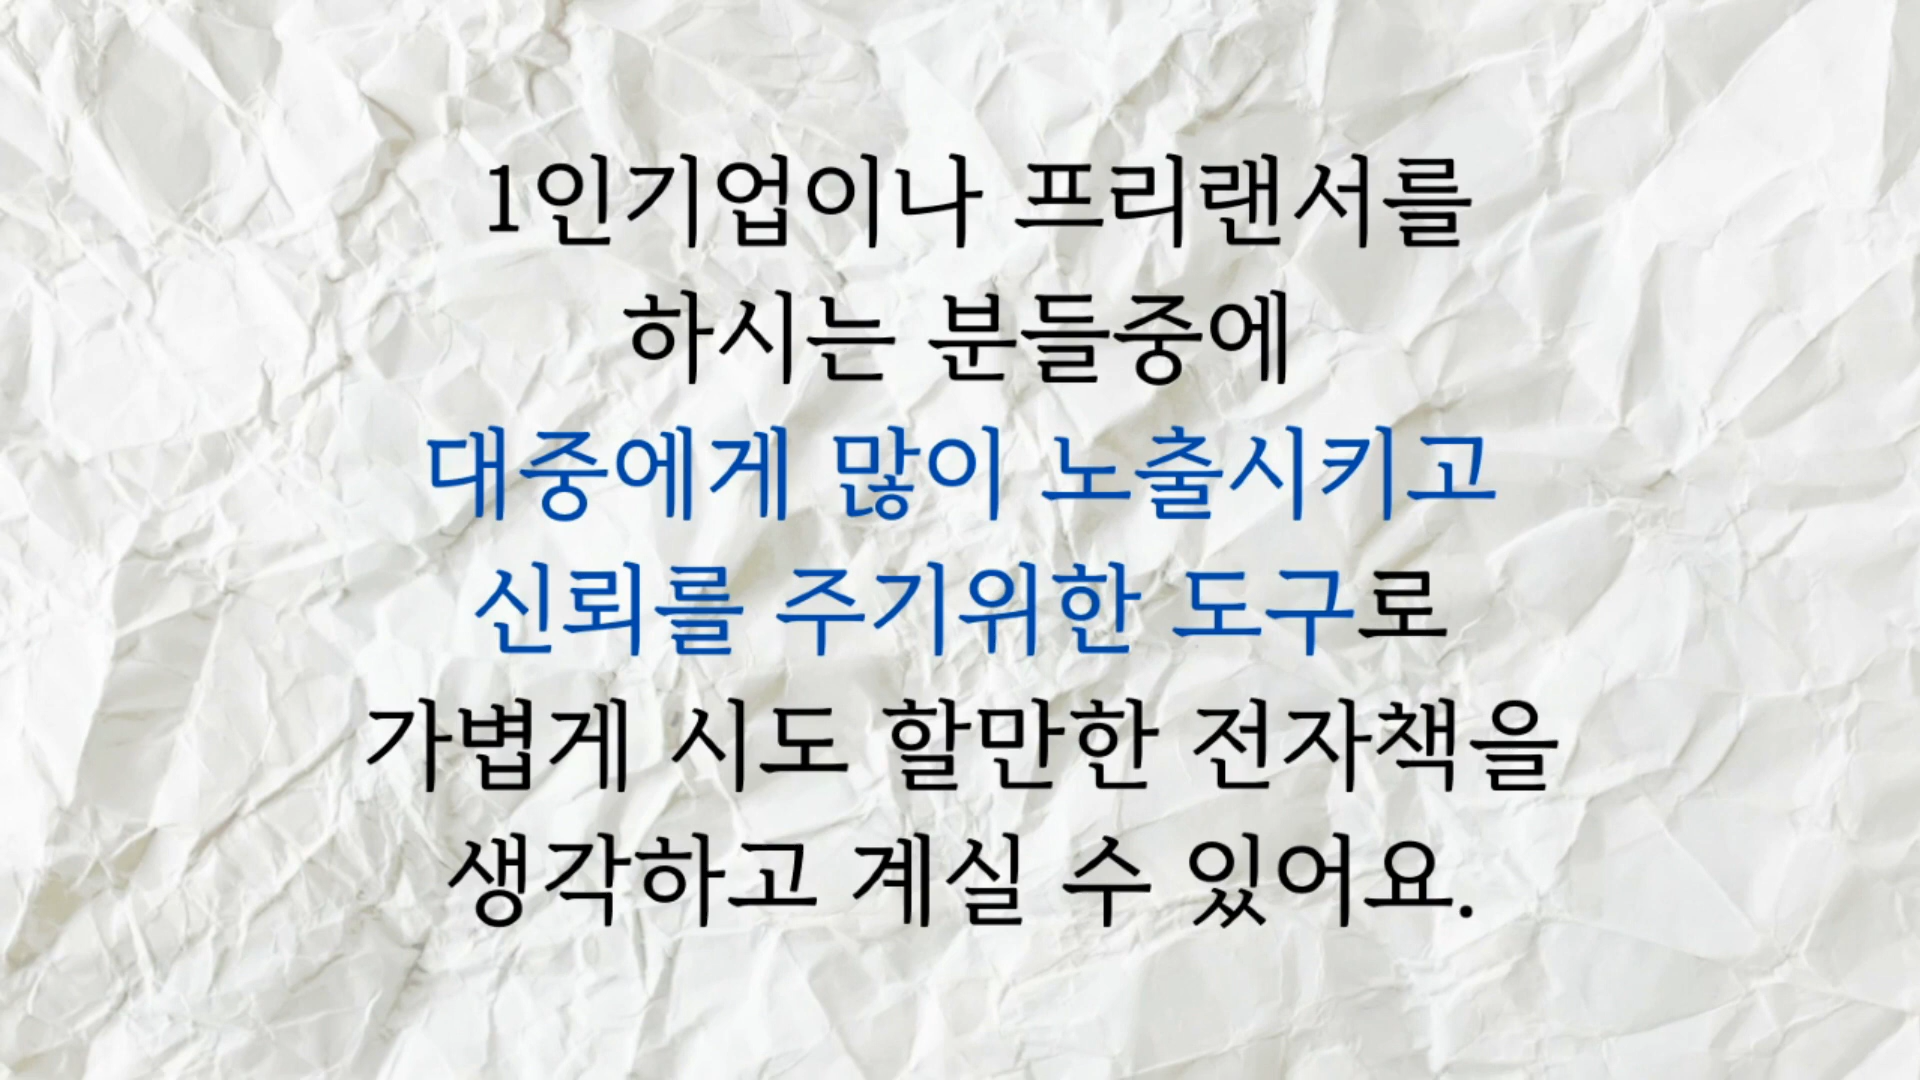 1인기업이나 프리랜서를
하시는 분들중에
대중에게 많이 노출시키고
신뢰를 주기위한 도구로
가볍게 시도 할만한 전자책을
생각하고 계실 수 있어요.